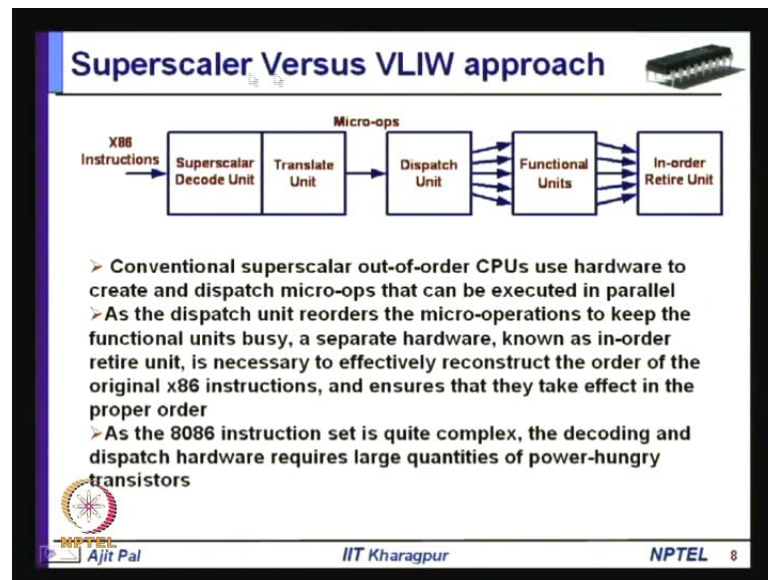 Superscaler Versus VLIW approach
Micro-ops
X86
Instructions
Superscalar
Decode Unit
Translate
Unit
Dispatch
Unit
Functional
Units
In-order
Retire Unit
➢ Conventional superscalar out-of-order CPUs use hardware to
create and dispatch micro-ops that can be executed in parallel
➢As the dispatch unit reorders the micro-operations to keep the
functional units busy, a separate hardware, known as in-order
retire unit, is necessary to effectively reconstruct the order of the
original x86 instructions, and ensures that they take effect in the
proper order
➢As the 8086 instruction set is quite complex, the decoding and
dispatch hardware requires large quantities of power-hungry
transistors
NPTEL
Ajit Pal
IIT Kharagpur
NPTEL 8